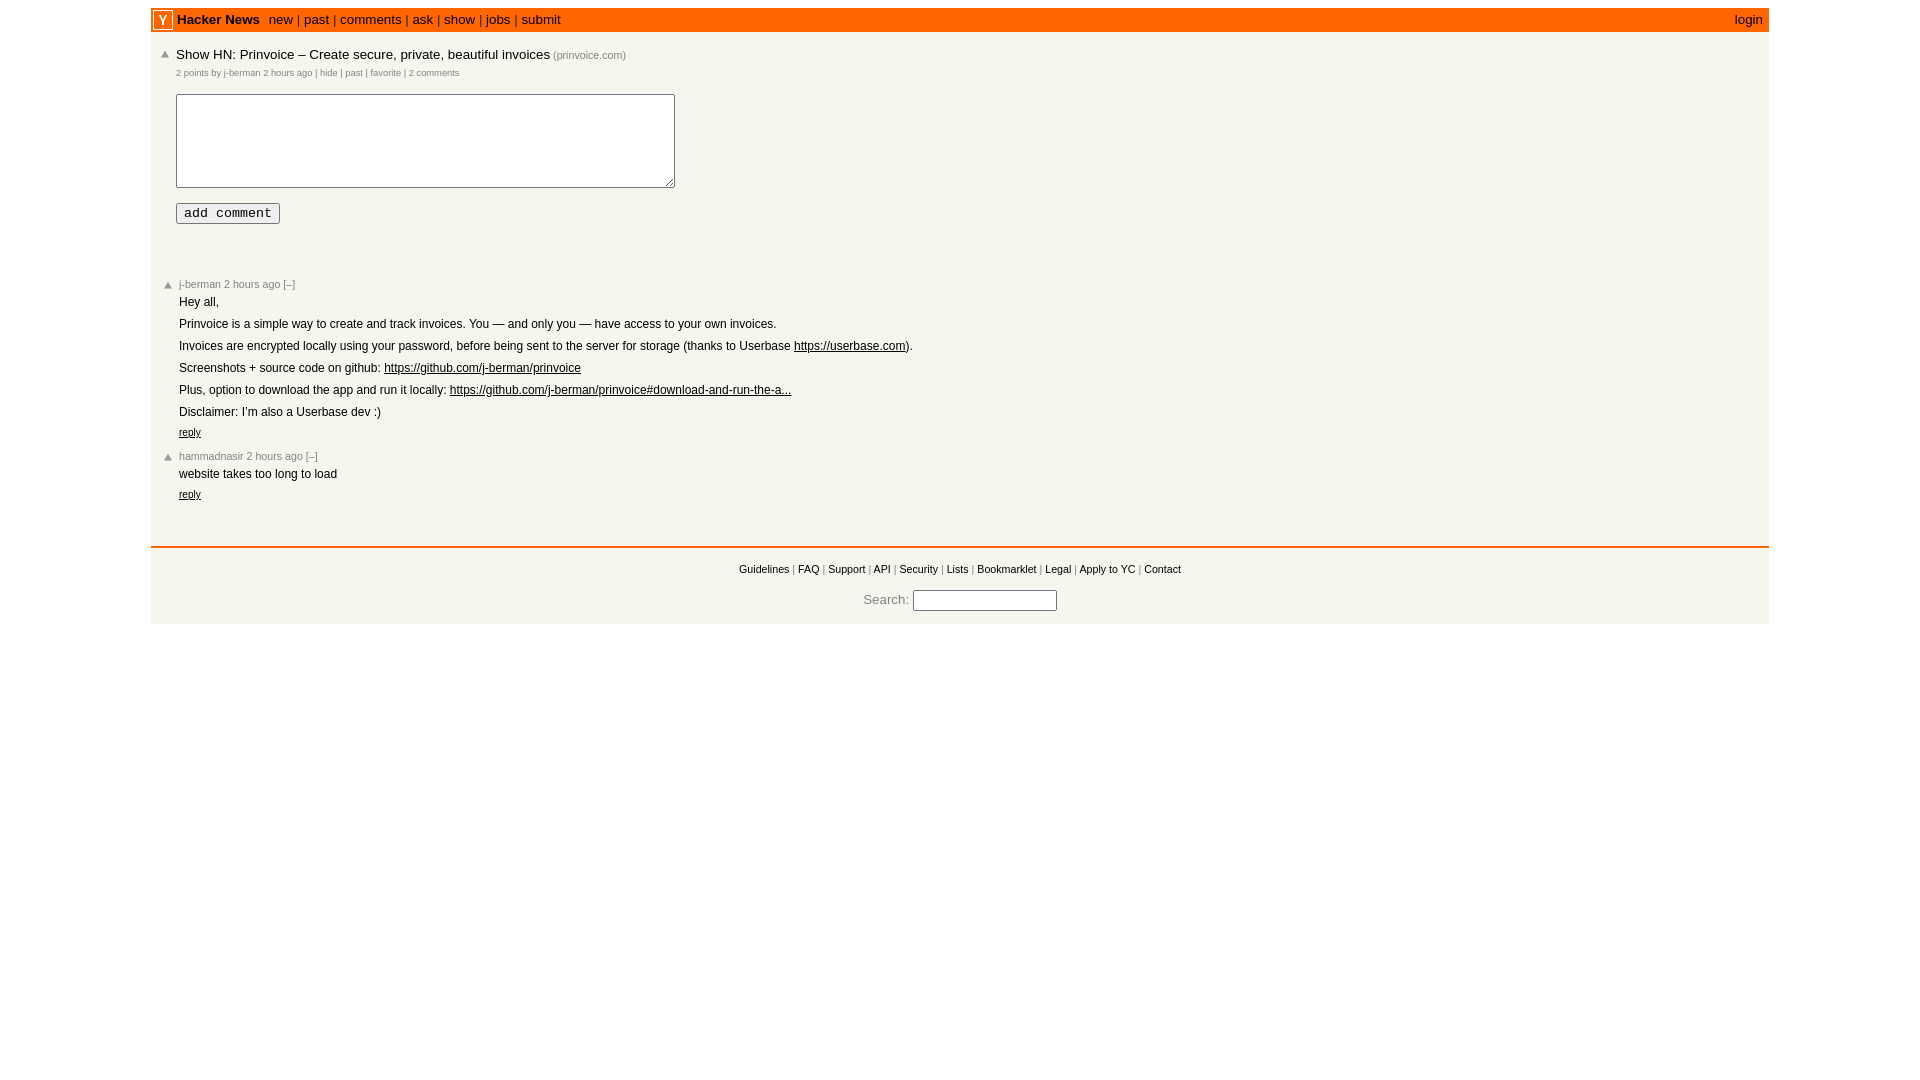 Y Hacker News new | past | comments | ask | show | jobs | submit login
Show HN: Prinvoice – Create secure, private, beautiful invoices (prinvoice.com)
2 points by j-berman 2 hours ago | hide | past | favorite | 2 comments
add comment
j-berman 2 hours ago [–]
Hey all,
Prinvoice is a simple way to create and track invoices. You — and only you — have access to your own invoices.
Invoices are encrypted locally using your password, before being sent to the server for storage (thanks to Userbase https://userbase.com).
Screenshots + source code on github: https://github.com/j-berman/prinvoice
Plus, option to download the app and run it locally: https://github.com/j-berman/prinvoice#download-and-run-the-a...
Disclaimer: I’m also a Userbase dev :)
reply
hammadnasir 2 hours ago [–]
website takes too long to load
reply
Guidelines | FAQ | Support | API | Security | Lists | Bookmarklet | Legal | Apply to YC | Contact
Search: